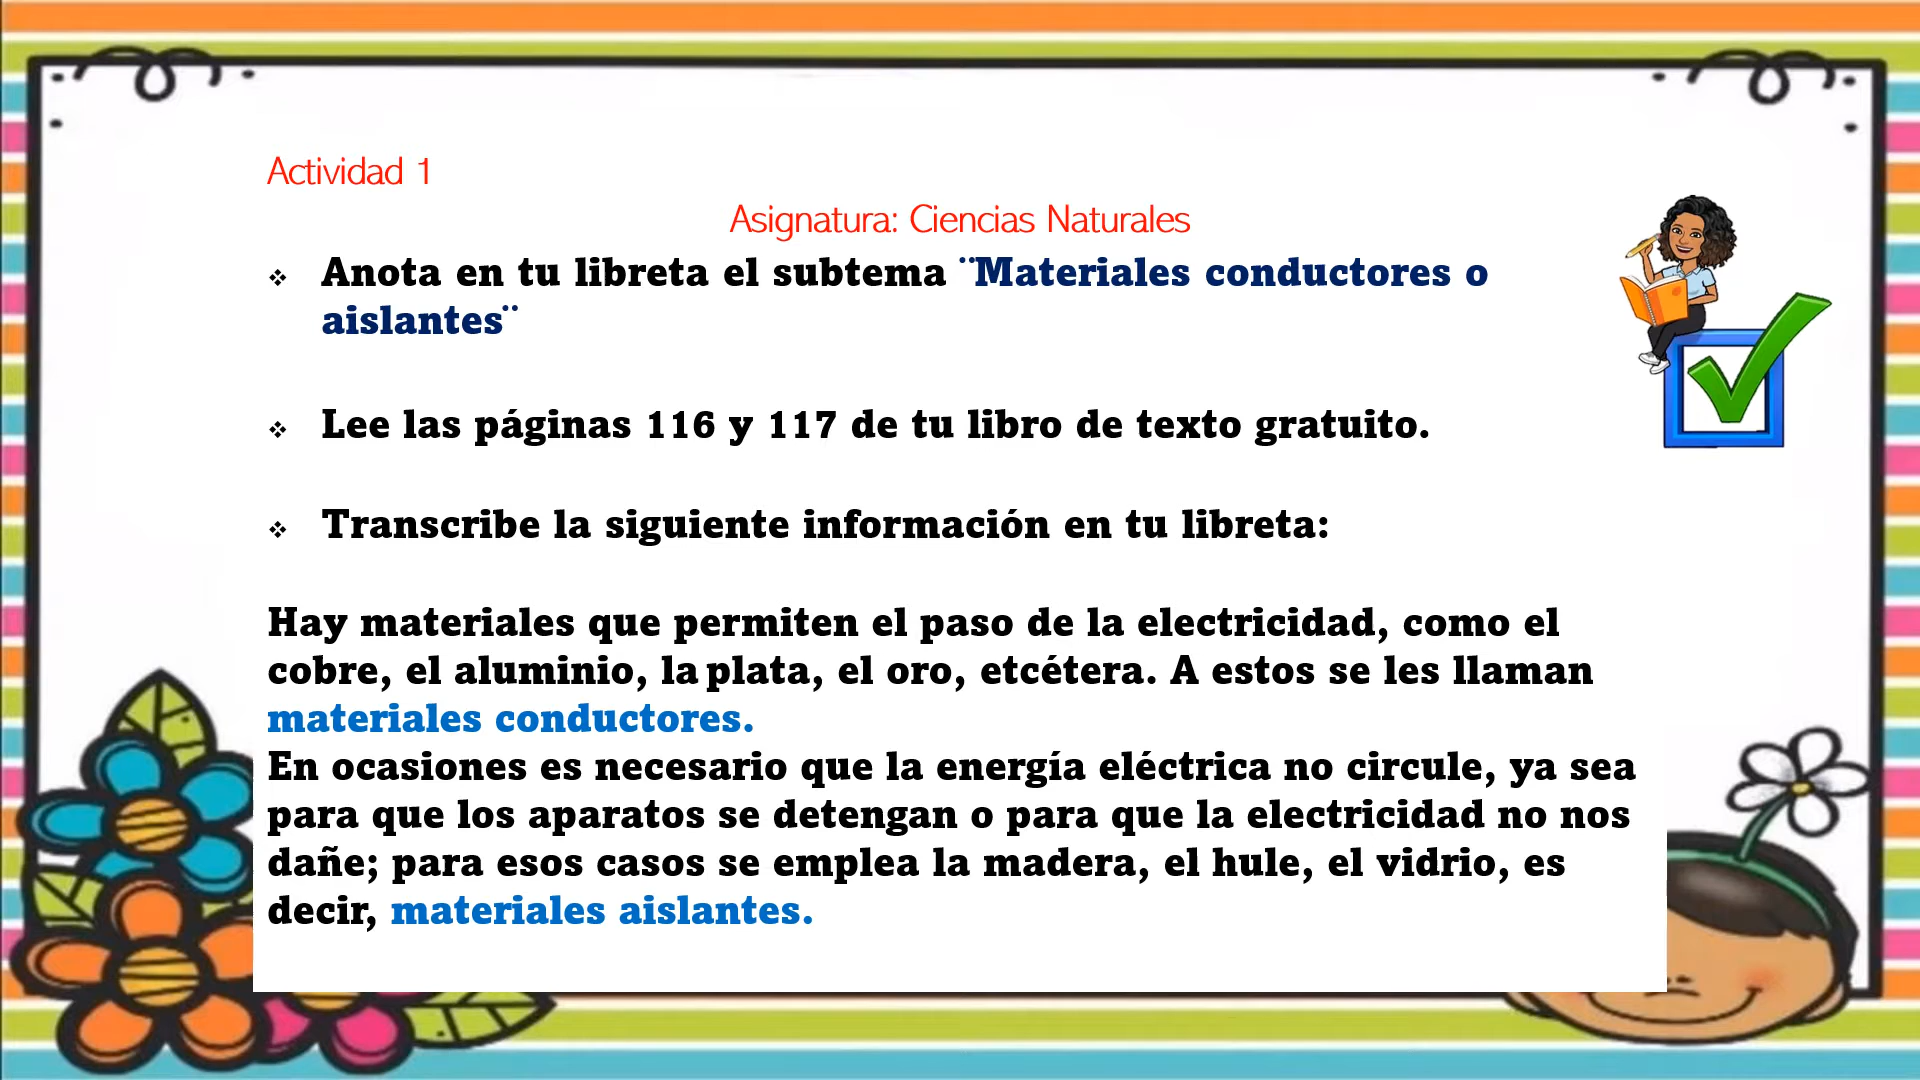 Actividad 1
Asignatura: Ciencias Naturales
❖ Anota en tu libreta el subtema ¨Materiales conductores o
aislantes¨
❖ Lee las páginas 116 y 117 de tu libro de texto gratuito.
❖ Transcribe la siguiente información en tu libreta:
Hay materiales que permiten el paso de la electricidad, como el
cobre, el aluminio, la plata, el oro, etcétera. A estos se les llaman
materiales conductores.
En ocasiones es necesario que la energía eléctrica no circule, ya sea
para que los aparatos se detengan o para que la electricidad no nos
dañe; para esos casos se emplea la madera, el hule, el vidrio, es
decir, materiales aislantes.